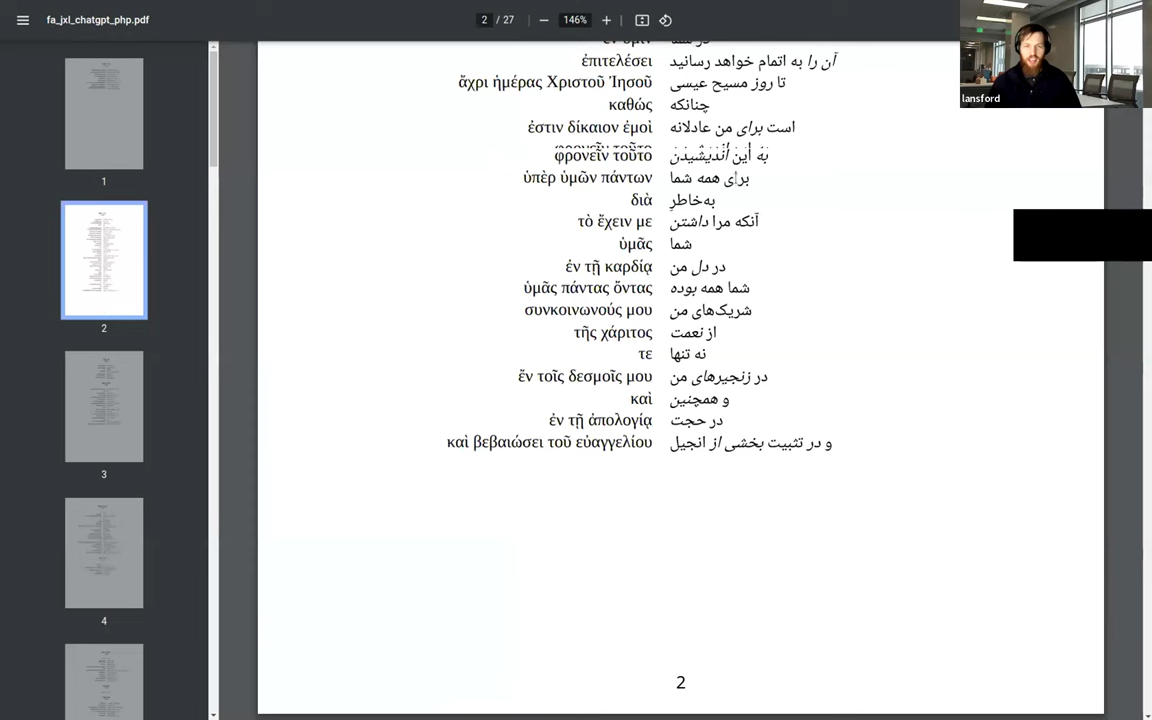 fa_jxl_chatgpt_php.pdf
2 / 27
146%
lansford
1
2
3
4
ἐπιτελέσει آن را به اتمام خواهد رسانید
ἄχρι ἡμέρας Χριστοῦ Ἰησοῦ تا روز مسیح عیسی
καθώς چنانکه
ἐστιν δίκαιον ἐμοὶ است برای من عادلانه
φρονεῖν τοῦτο به این اندیشیدن
ὑπὲρ ὑμῶν πάντων برای همه شما
διὰ به‌خاطرِ
τὸ ἔχειν με آنکه مرا داشتن
ὑμᾶς شما
ἐν τῇ καρδίᾳ در دل من
ὑμᾶς πάντας ὄντας شما همه بوده
συνκοινωνούς μου شریک‌های من
τῆς χάριτος از نعمت
τε نه تنها
ἔν τοῖς δεσμοῖς μου در زنجیرهای من
καὶ و همچنین
ἐν τῇ ἀπολογίᾳ در حجت
καὶ βεβαιώσει τοῦ εὐαγγελίου و در تثبیت بخشی از انجیل
2